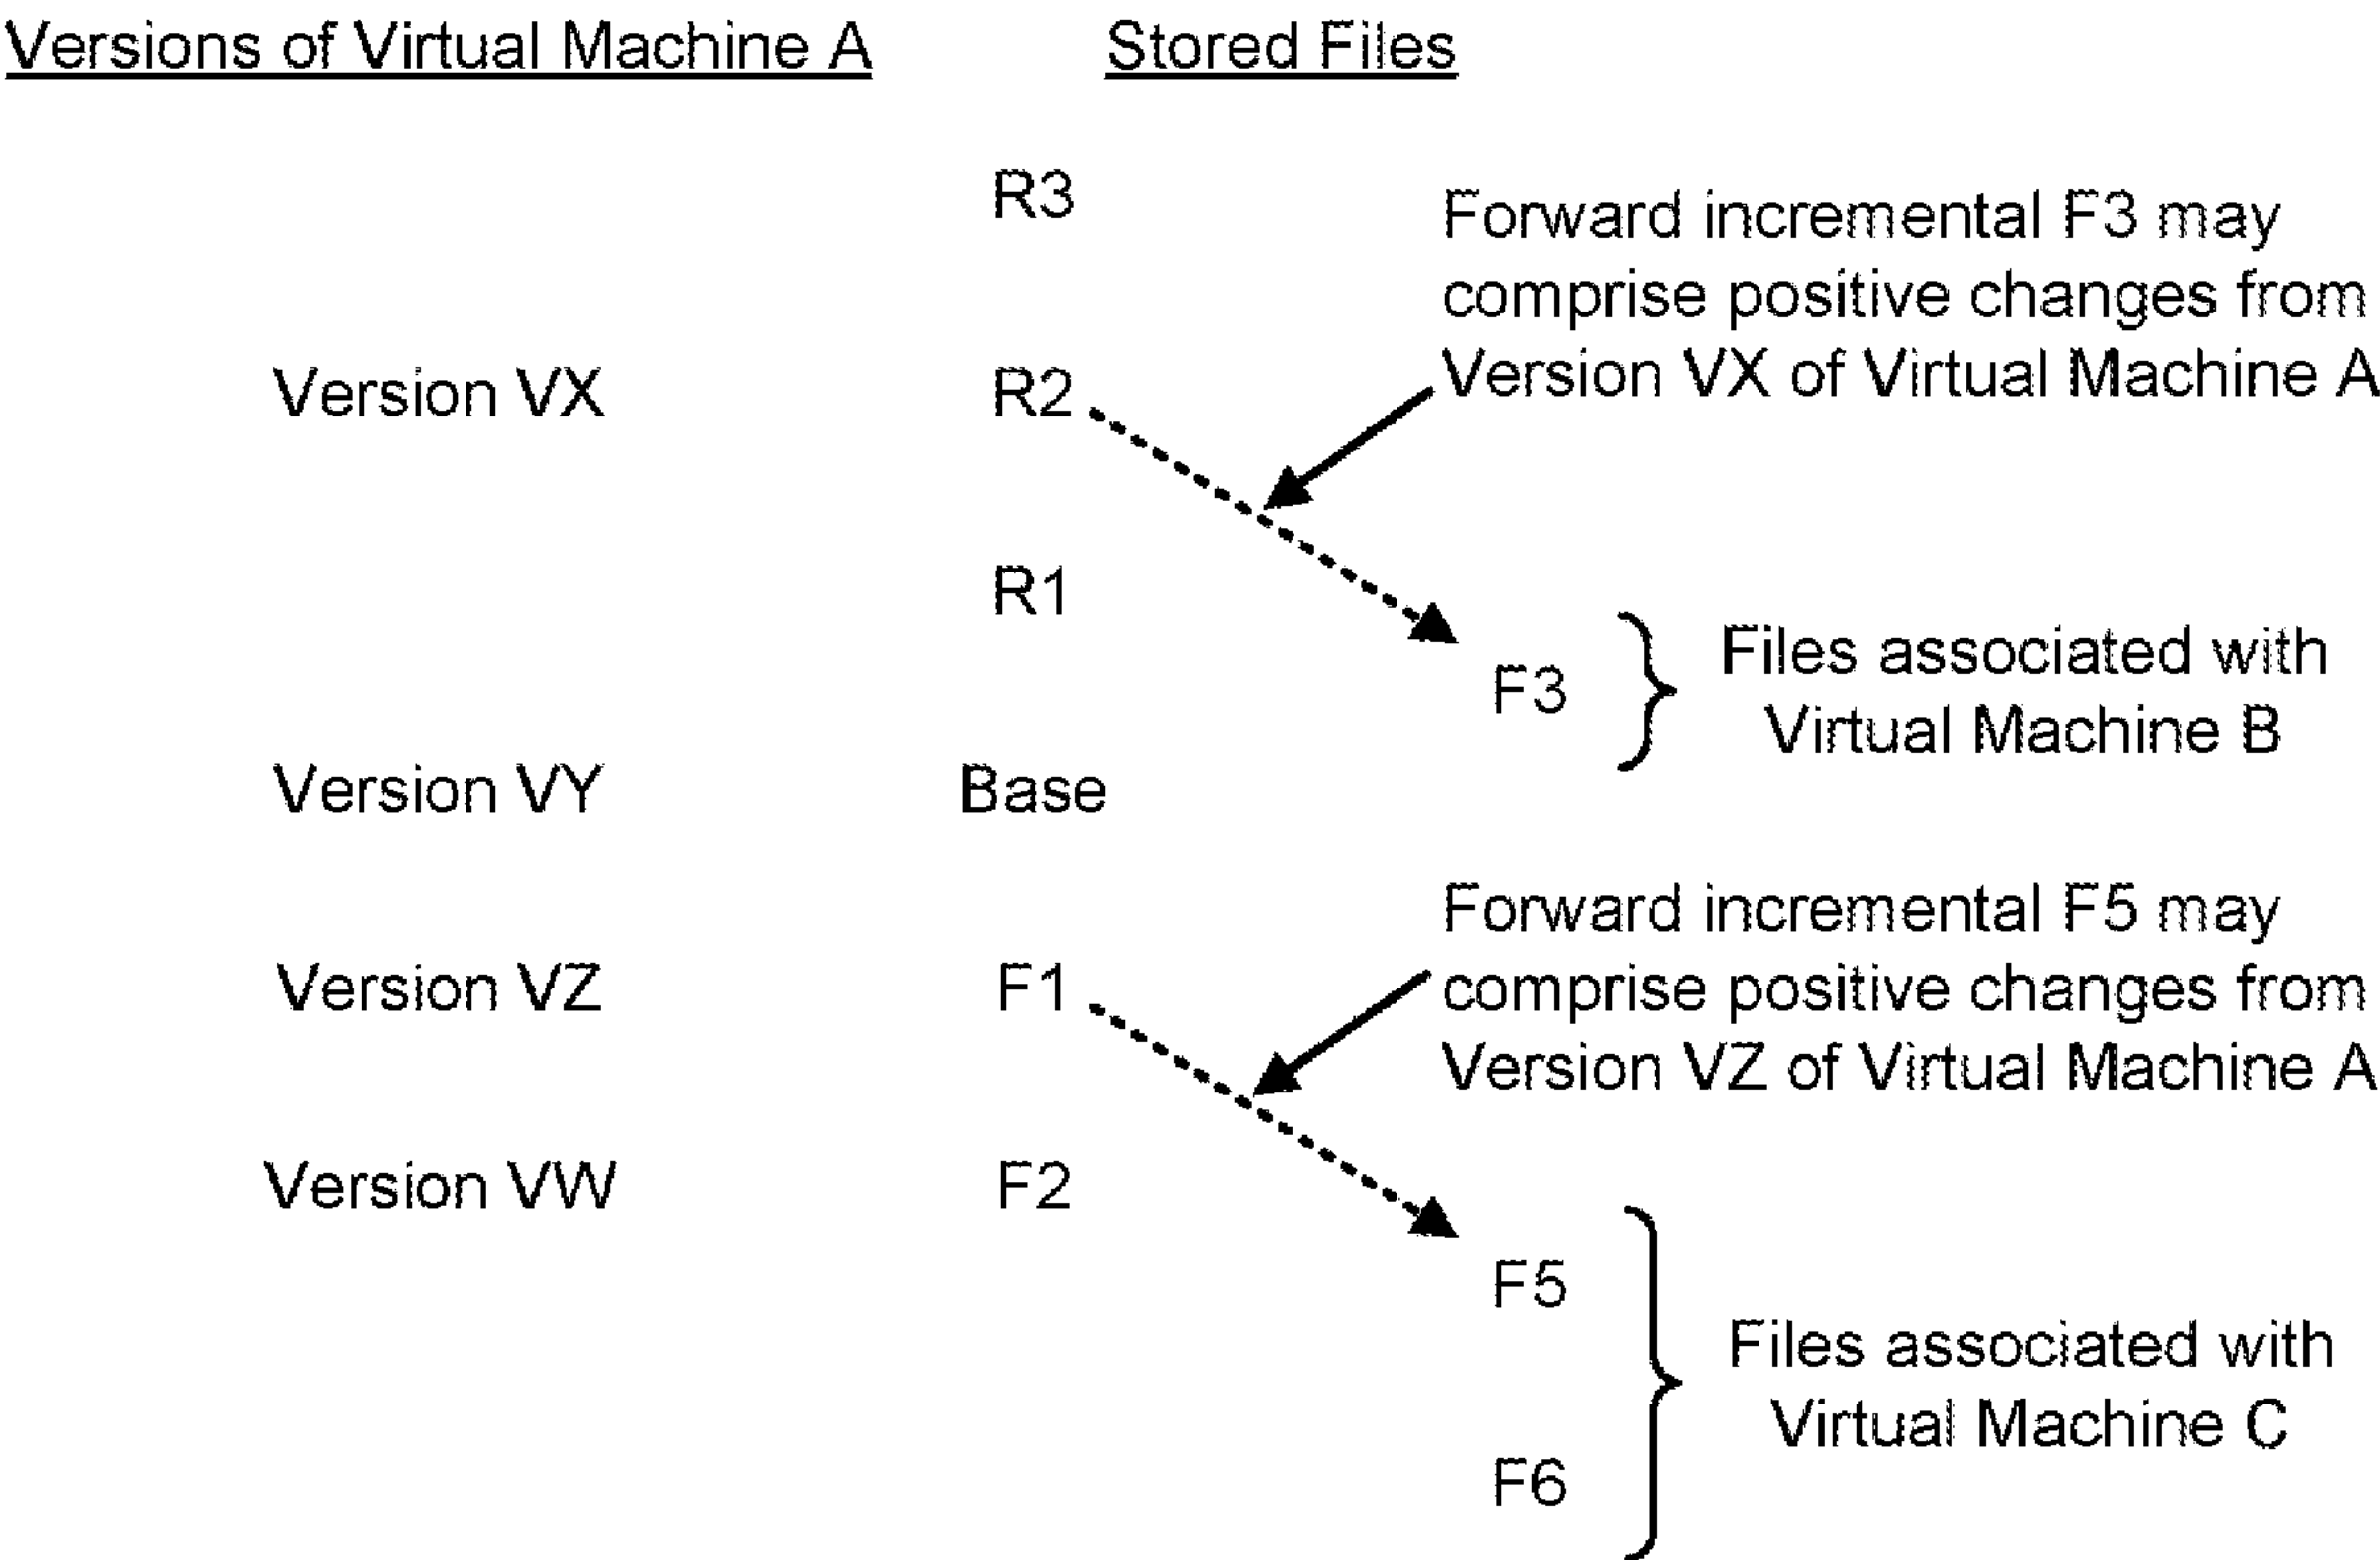 Versions of Virtual Machine A
Stored Files
R3
Forward incremental F3 may
comprise positive changes from
Version VX of Virtual Machine A
Version VX
R2
R1
F3
Files associated with
Virtual Machine B
Version VY
Base
Forward incremental F5 may
comprise positive changes from
Version VZ of Virtual Machine A
Version VZ
F1
Version VW
F2
F5
Files associated with
Virtual Machine C
F6